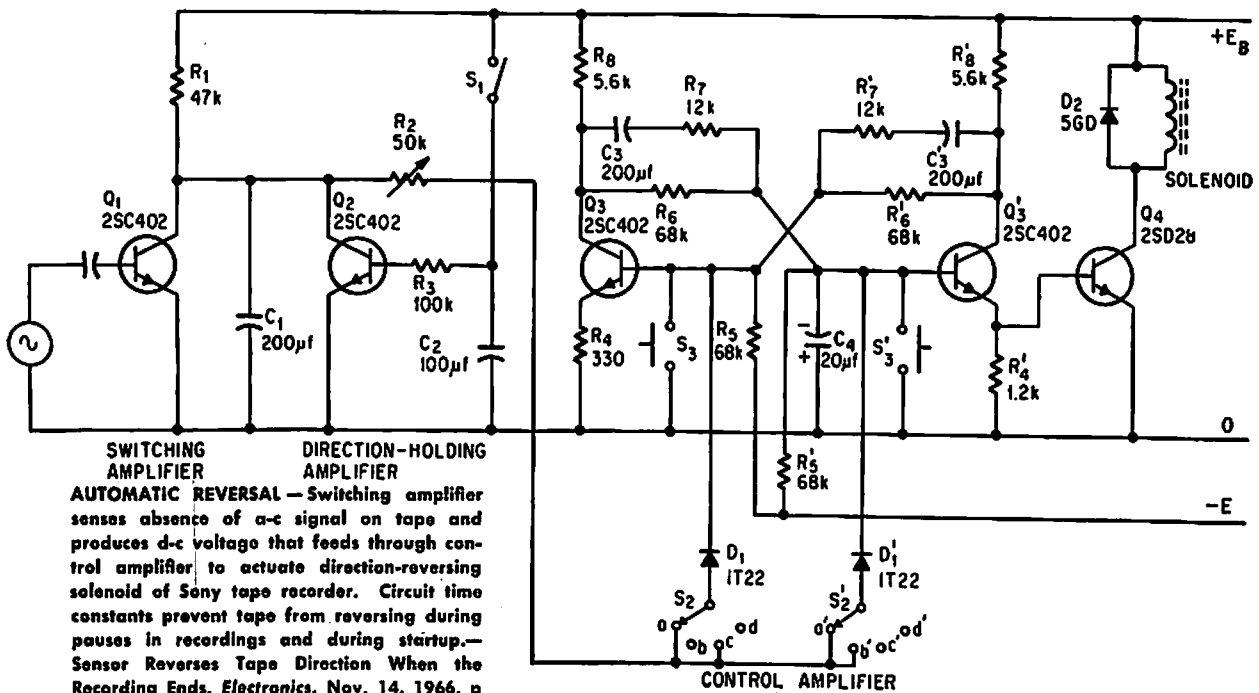 +E_B
R1
47k
S1
R2
50k
R8
5.6k
R7
12k
C3
200µf
R6
68k
R'7
12k
C'3
200µf
R'6
68k
R'8
5.6k
D2
5GD
SOLENOID
Q1
2SC402
Q2
2SC402
Q3
2SC402
Q'3
2SC402
Q4
R3
100k
C1
200µf
C2
100µf
R4
330
S3
R5
68k
C4
20µf
-
+
S'3
R'4
1.2k
~
O
SWITCHING
AMPLIFIER
DIRECTION-HOLDING
AMPLIFIER
R'5
68k
-E
D1
1T22
D'1
1T22
S2
a
b
c
d
S'2
a'
b'
c'
d'
CONTROL AMPLIFIER
AUTOMATIC REVERSAL — Switching amplifier
senses absence of a-c signal on tape and
produces d-c voltage that feeds through con-
trol amplifier to actuate direction-reversing
solenoid of Sony tape recorder. Circuit time
constants prevent tape from reversing during
pauses in recordings and during startup.—
Sensor Reverses Tape Direction When the
Recording Ends, Electronics, Nov. 14, 1966, p